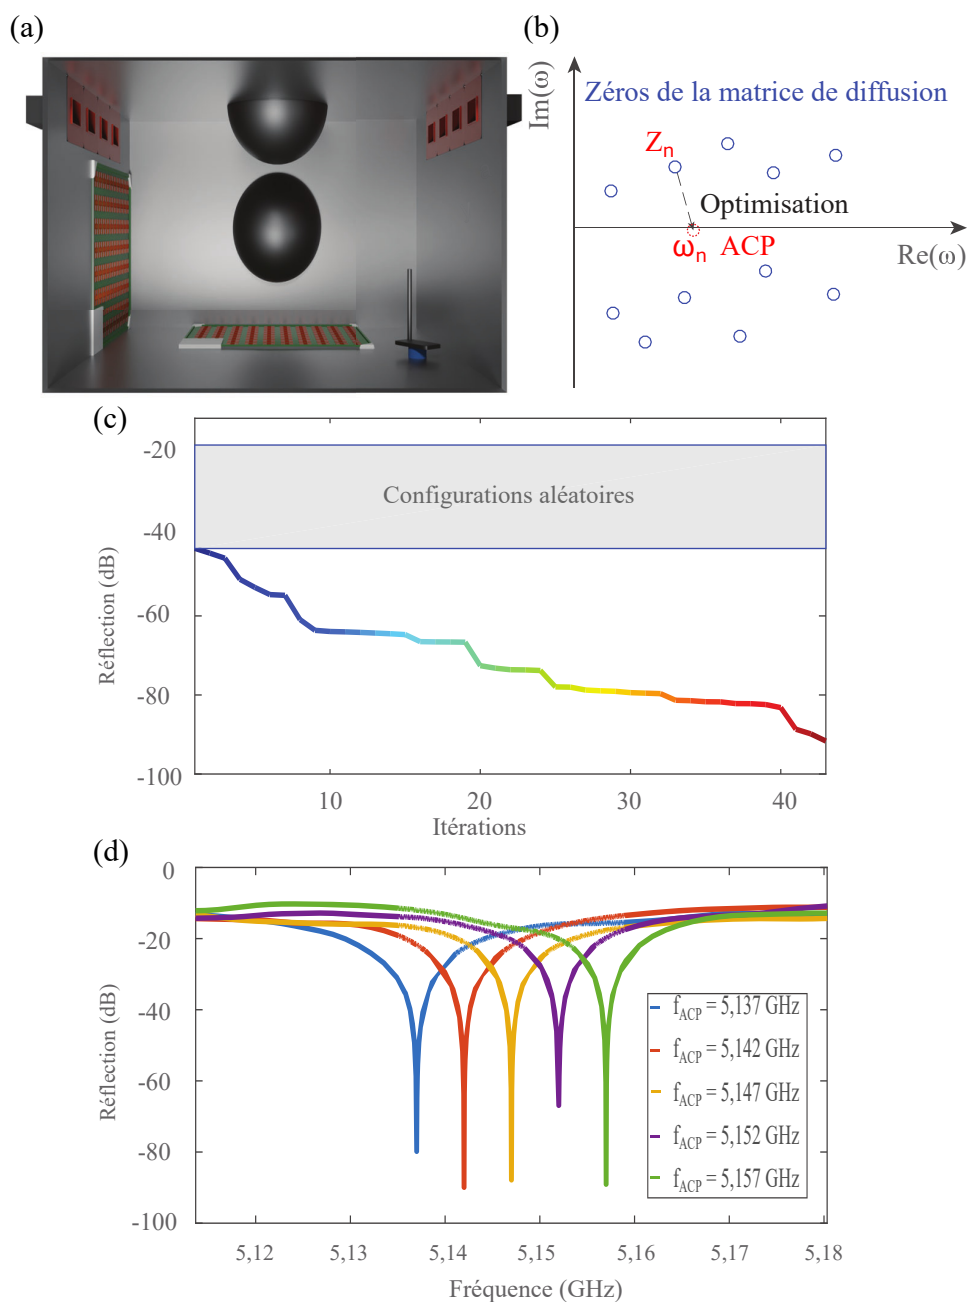 (a)
(b)
Im(ω)
Zéros de la matrice de diffusion
Zn
Optimisation
ωn ACP
Re(ω)
(c)
-20
-40
-60
-80
-100
Réflection (dB)
Configurations aléatoires
10 20 30 40
Itérations
(d)
0
-20
-40
-60
-80
-100
Réflection (dB)
fACP = 5,137 GHz
fACP = 5,142 GHz
fACP = 5,147 GHz
fACP = 5,152 GHz
fACP = 5,157 GHz
5,12 5,13 5,14 5,15 5,16 5,17 5,18
Fréquence (GHz)